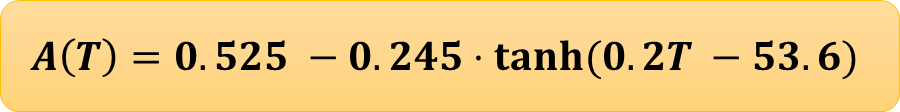 A(T) = 0.525 − 0.245 · tanh(0.2T − 53.6)